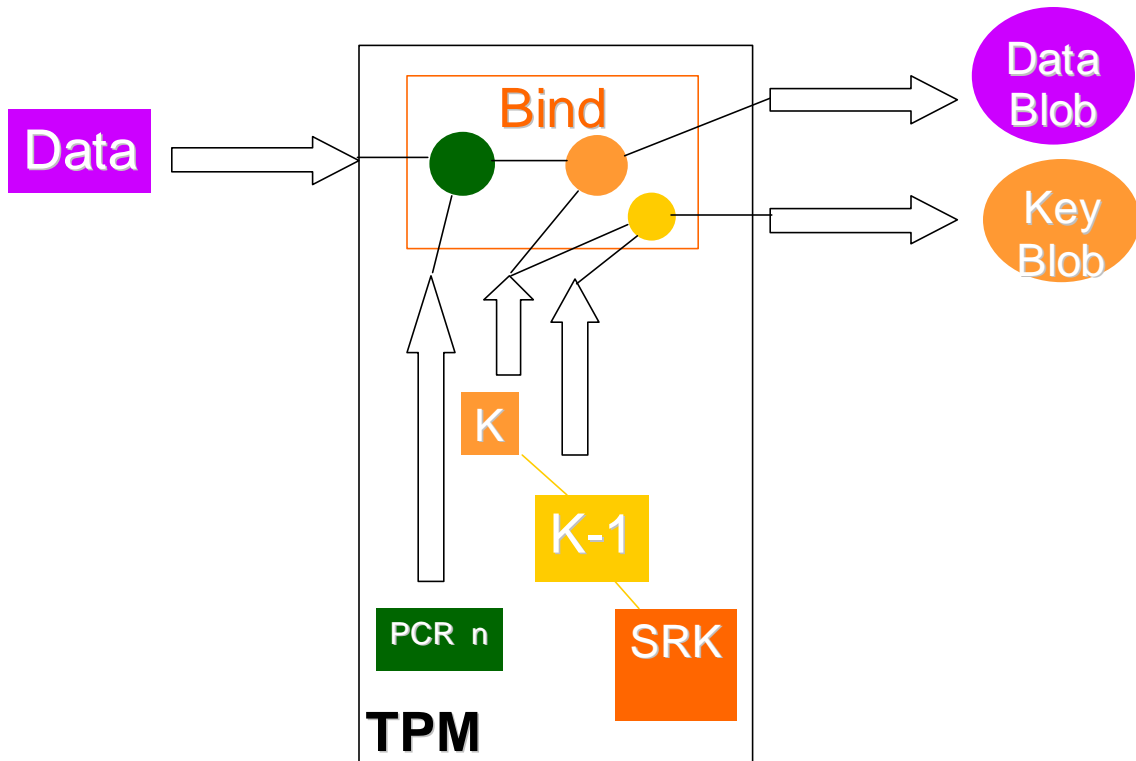 Data
Bind
Data
Blob
Key
Blob
K
K-1
PCR n
SRK
TPM